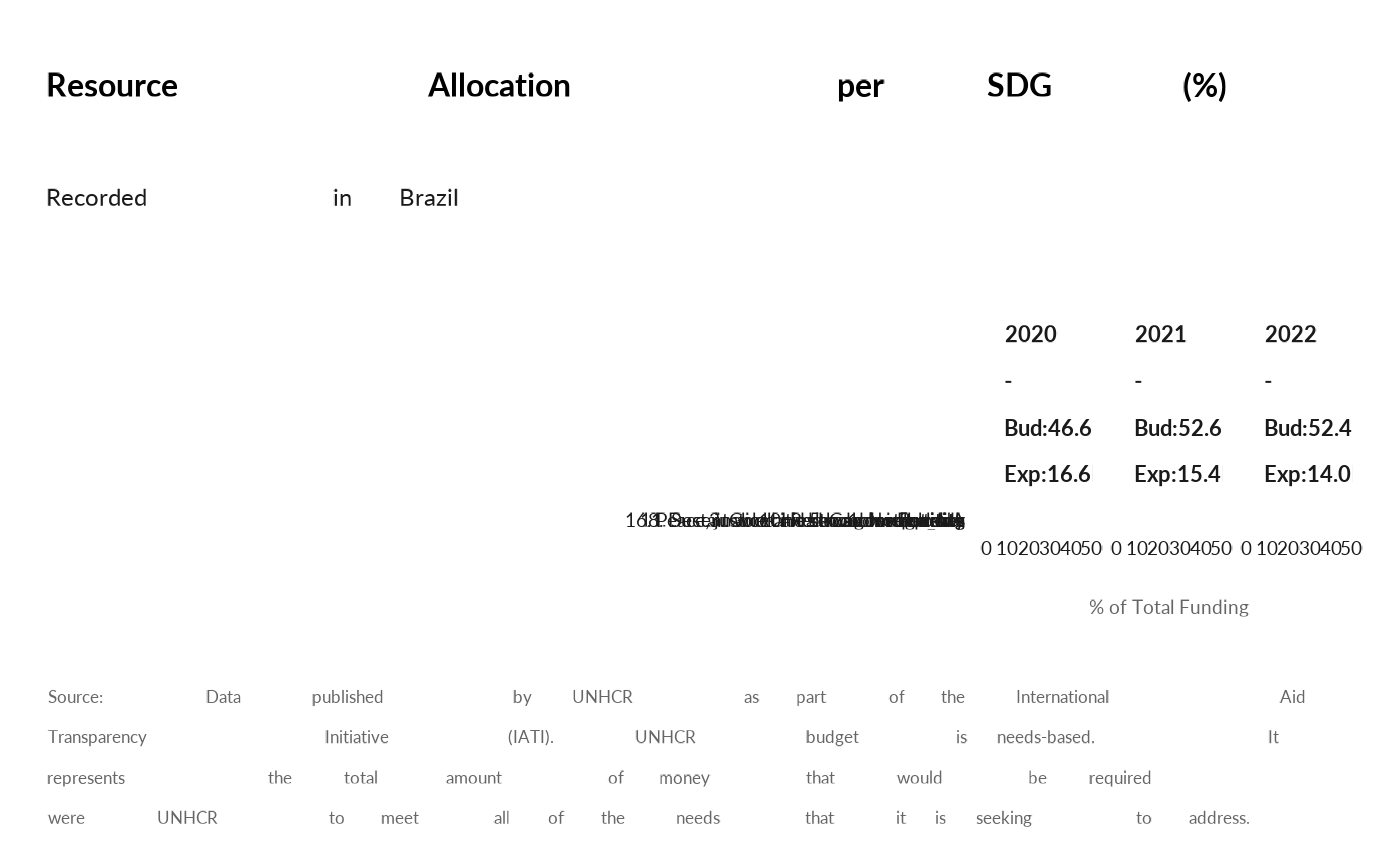 Resource Allocation per SDG (%)
Recorded in Brazil
2020 2021 2022
- - -
Bud:46.6 Bud:52.6 Bud:52.4
Exp:16.6 Exp:15.4 Exp:14.0
0 1020304050 0 1020304050 0 1020304050
% of Total Funding
Source: Data published by UNHCR as part of the International Aid
Transparency Initiative (IATI). UNHCR budget is needs-based. It
represents the total amount of money that would be required
were UNHCR to meet all of the needs that it is seeking to address.